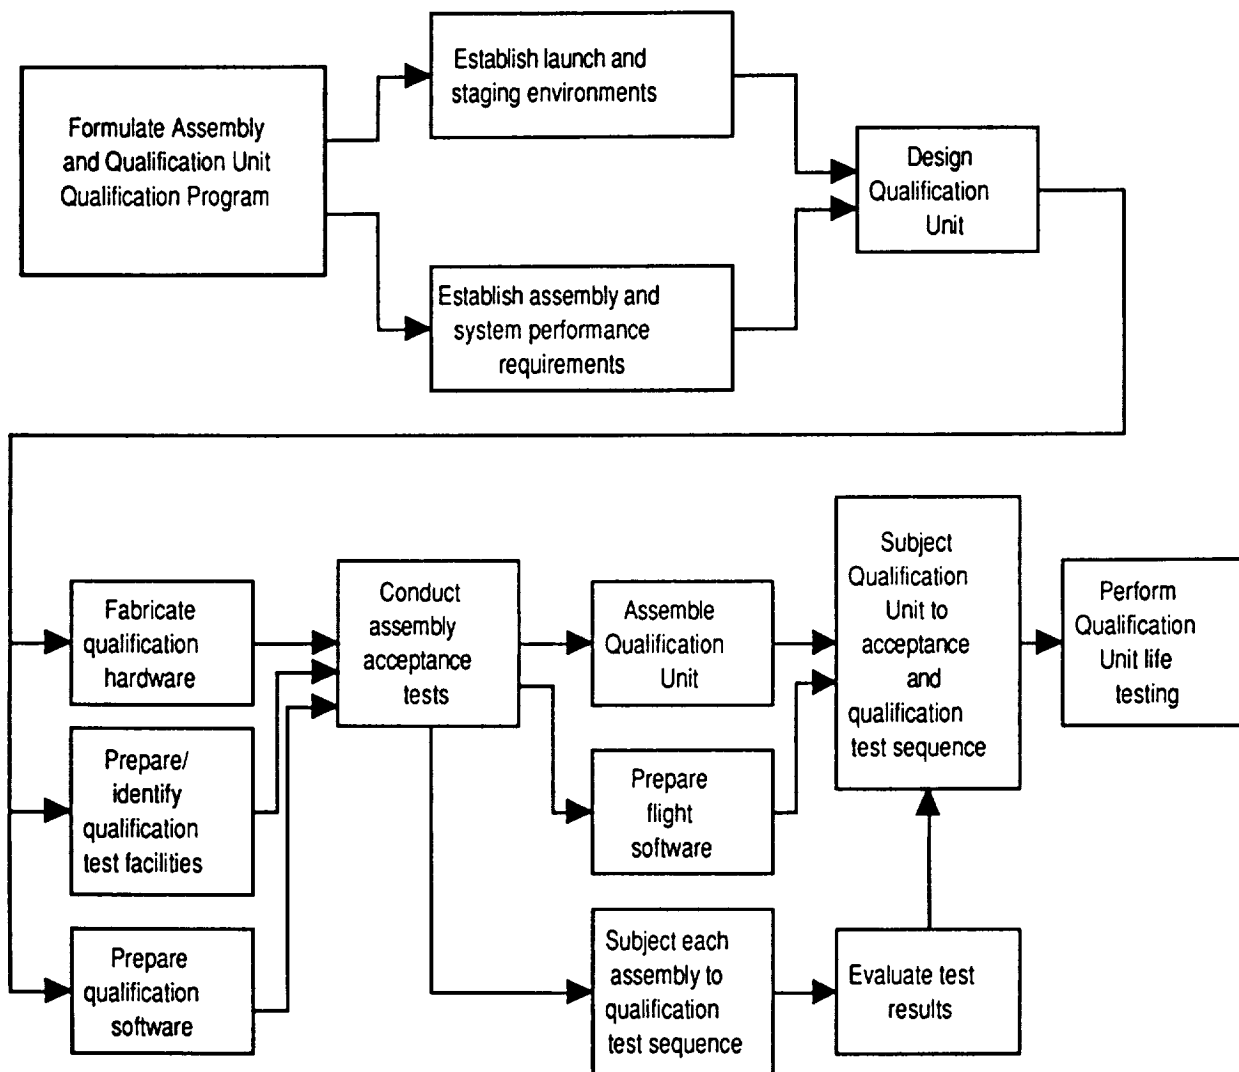 Establish launch and
staging environments
Formulate Assembly
and Qualification Unit
Qualification Program
Design
Qualification
Unit
Establish assembly and
system performance
requirements
Fabricate
qualification
hardware
Conduct
assembly
acceptance
tests
Assemble
Qualification
Unit
Subject
Qualification
Unit to
acceptance
and
qualification
test sequence
Perform
Qualification
Unit life
testing
Prepare/
identify
qualification
test facilities
Prepare
flight
software
Prepare
qualification
software
Subject each
assembly to
qualification
test sequence
Evaluate test
results